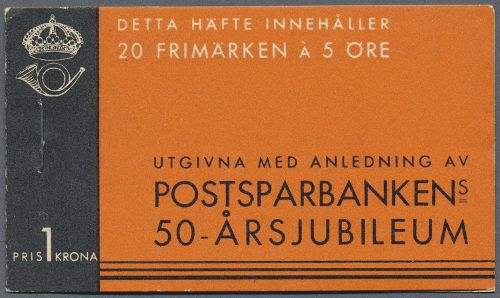 DETTA HÄFTE INNEHÅLLER
20 FRIMÄRKEN À 5 ÖRE
UTGIVNA MED ANLEDNING AV
POSTSPARBANKENS
50-ÅRSJUBILEUM
PRIS 1 KRONA